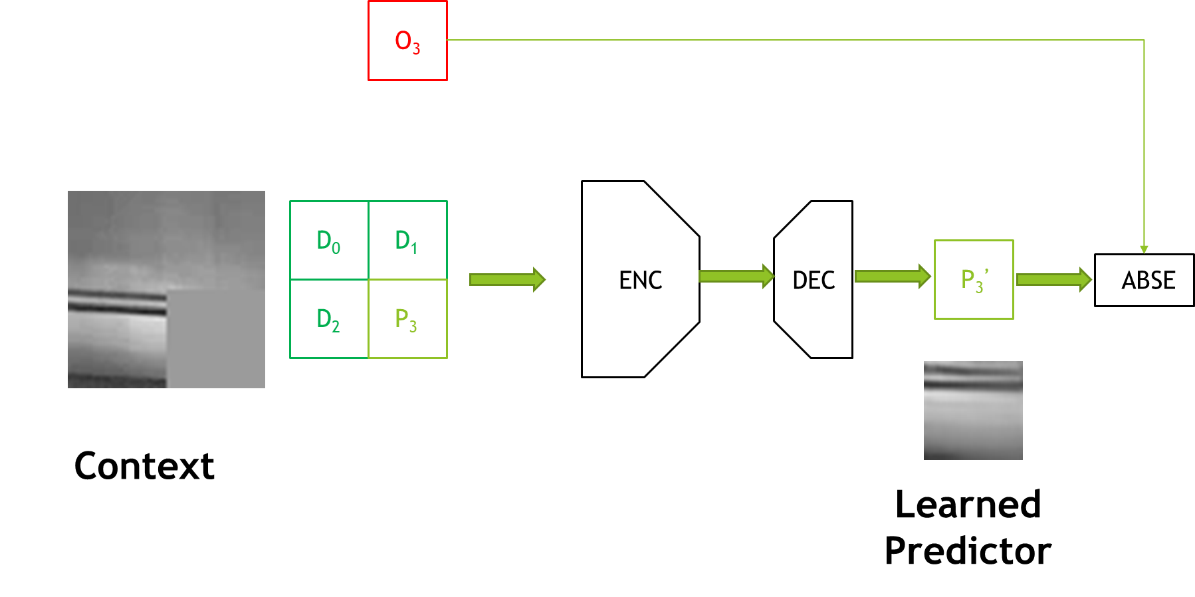 O₃
D₀ D₁
D₂ P₃
ENC
DEC
P₃’
ABSE
Context
Learned
Predictor